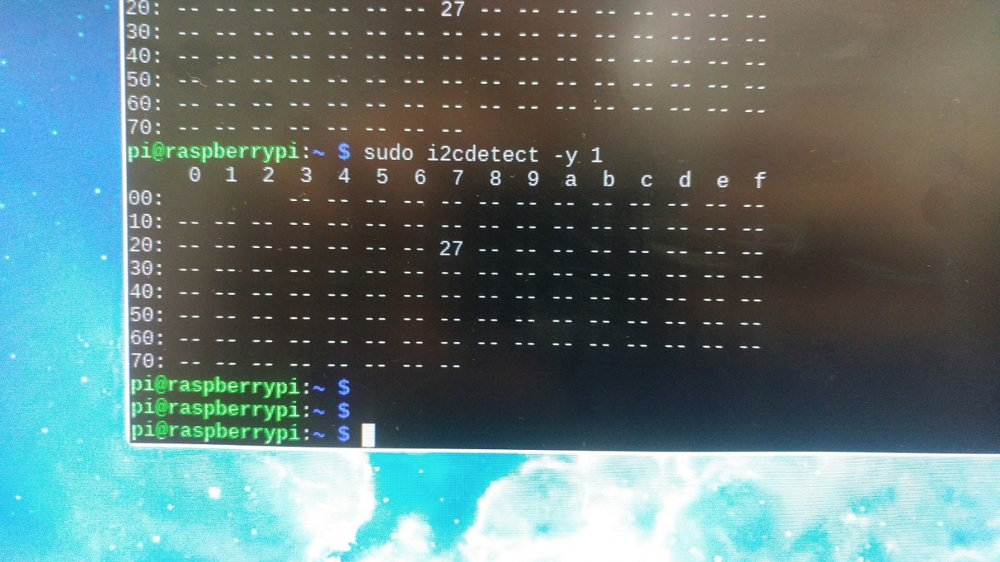 20: -- -- -- -- -- -- -- 27 -- -- -- -- -- -- -- --
30: -- -- -- -- -- -- -- -- -- -- -- -- -- -- -- --
40: -- -- -- -- -- -- -- -- -- -- -- -- -- -- -- --
50: -- -- -- -- -- -- -- -- -- -- -- -- -- -- -- --
60: -- -- -- -- -- -- -- -- -- -- -- -- -- -- -- --
70: -- -- -- -- -- -- -- --
pi@raspberrypi:~ $ sudo i2cdetect -y 1
     0  1  2  3  4  5  6  7  8  9  a  b  c  d  e  f
00:          -- -- -- -- -- -- -- -- -- -- -- -- --
10: -- -- -- -- -- -- -- -- -- -- -- -- -- -- -- --
20: -- -- -- -- -- -- -- 27 -- -- -- -- -- -- -- --
30: -- -- -- -- -- -- -- -- -- -- -- -- -- -- -- --
40: -- -- -- -- -- -- -- -- -- -- -- -- -- -- -- --
50: -- -- -- -- -- -- -- -- -- -- -- -- -- -- -- --
60: -- -- -- -- -- -- -- -- -- -- -- -- -- -- -- --
70: -- -- -- -- -- -- -- --
pi@raspberrypi:~ $
pi@raspberrypi:~ $
pi@raspberrypi:~ $